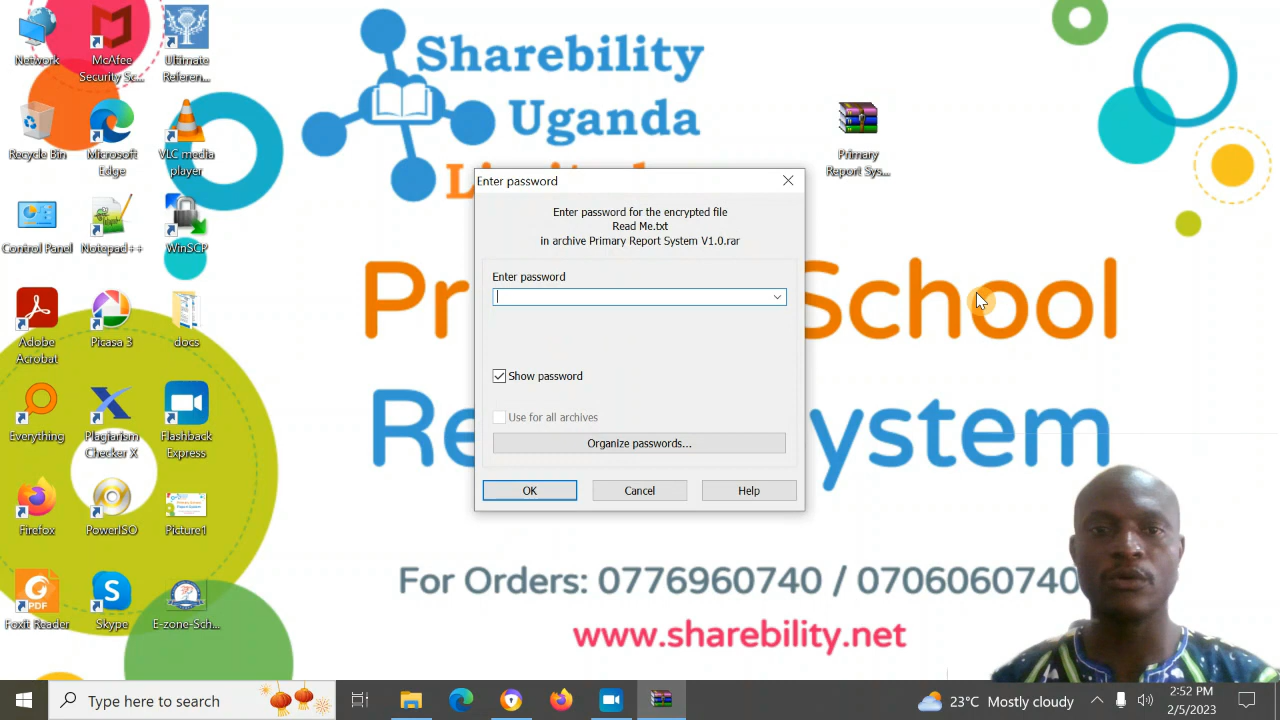 Sharebility
Uganda
Network
McAfee
Security Sc...
Ultimate
Referen...
Recycle Bin
Microsoft
Edge
VLC media
player
Control Panel
Notepad++
WinSCP
Adobe
Acrobat
Picasa 3
docs
Everything
Plagiarism
Checker X
Flashback
Express
Firefox
PowerISO
Picture1
Foxit Reader
Skype
E-zone-Sch...
Primary
Report Sys...
Enter password
Enter password for the encrypted file
Read Me.txt
in archive Primary Report System V1.0.rar
Enter password
Show password
Use for all archives
Organize passwords...
OK
Cancel
Help
School
System
For Orders: 0776960740 / 0706060740
www.sharebility.net
Type here to search
23°C Mostly cloudy
2:52 PM
2/5/2023